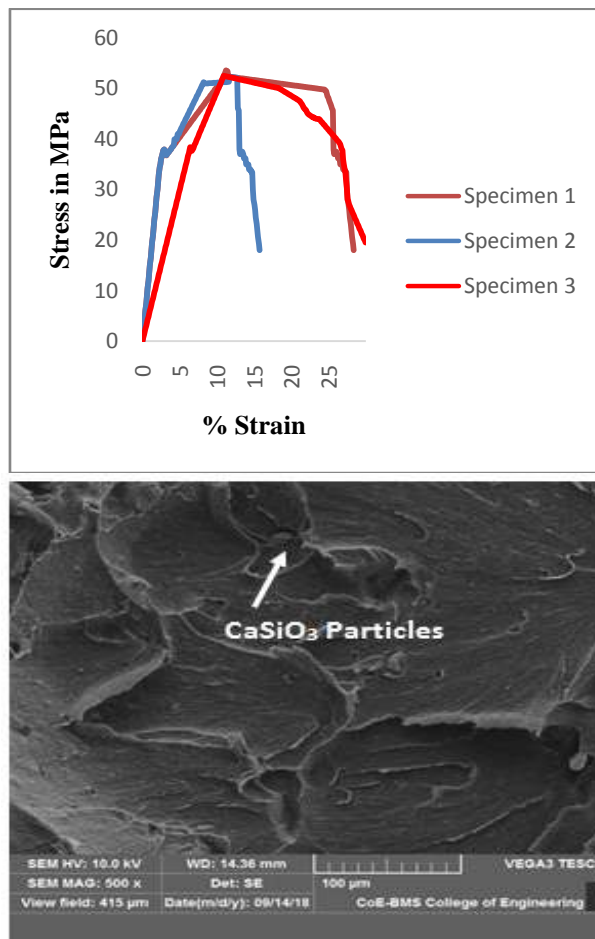 60
50
40
30
20
10
0
Stress in MPa
0
5
10
15
20
25
% Strain
Specimen 1
Specimen 2
Specimen 3
CaSiO₃ Particles
SEM HV: 10.0 kV WD: 14.36 mm VEGA3 TESC
SEM MAG: 500 x Det: SE 100 µm
View field: 415 µm Date(m/d/y): 09/14/18 CoE-BMS College of Engineering